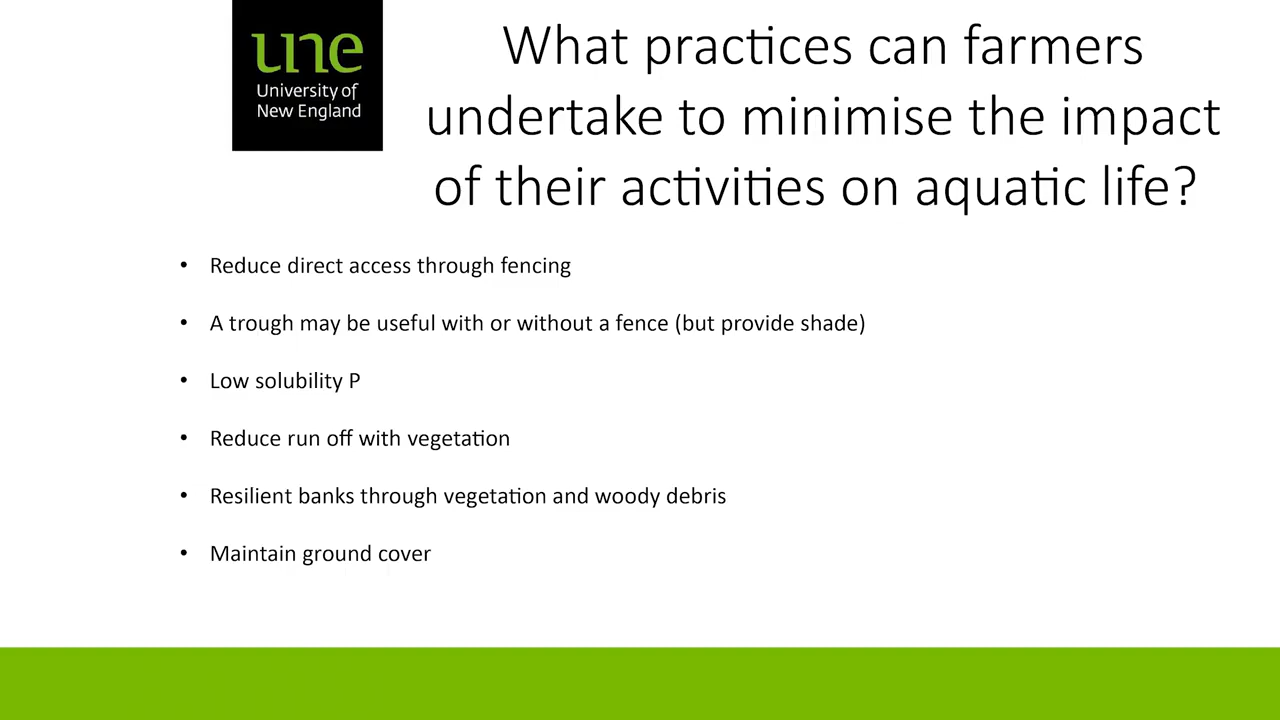 une
University of
New England
What practices can farmers
undertake to minimise the impact
of their activities on aquatic life?
• Reduce direct access through fencing
• A trough may be useful with or without a fence (but provide shade)
• Low solubility P
• Reduce run off with vegetation
• Resilient banks through vegetation and woody debris
• Maintain ground cover